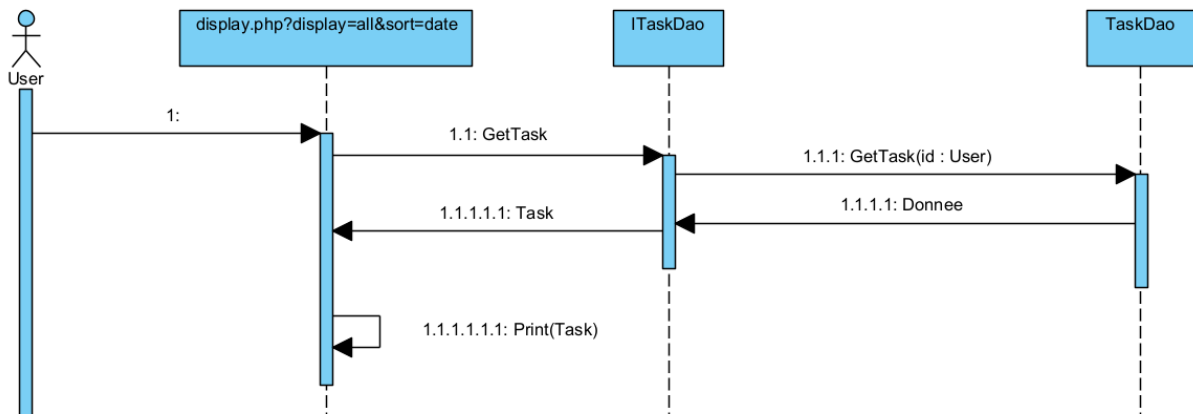 display.php?display=all&sort=date
ITaskDao
TaskDao
User
1:
1.1: GetTask
1.1.1: GetTask(id : User)
1.1.1.1: Donnee
1.1.1.1.1: Task
1.1.1.1.1.1: Print(Task)